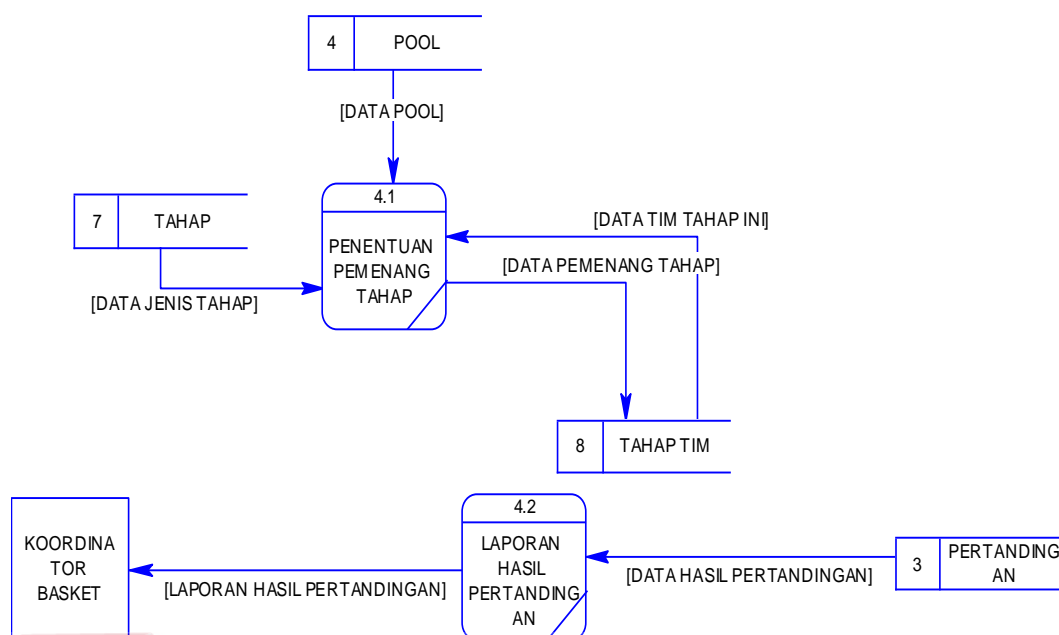 4
POOL
[DATA POOL]
4.1
PENENTUAN
PEMENANG
TAHAP
7
TAHAP
[DATA JENIS TAHAP]
[DATA TIM TAHAP INI]
[DATA PEMENANG TAHAP]
8
TAHAP TIM
4.2
LAPORAN
HASIL
PERTANDING
AN
KOORDINA
TOR
BASKET
[LAPORAN HASIL PERTANDINGAN]
[DATA HASIL PERTANDINGAN]
3
PERTANDING
AN